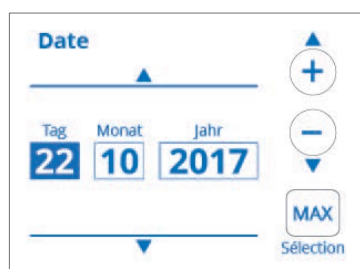 Date
Tag Monat Jahr
22 10 2017
+
−
MAX
Sélection